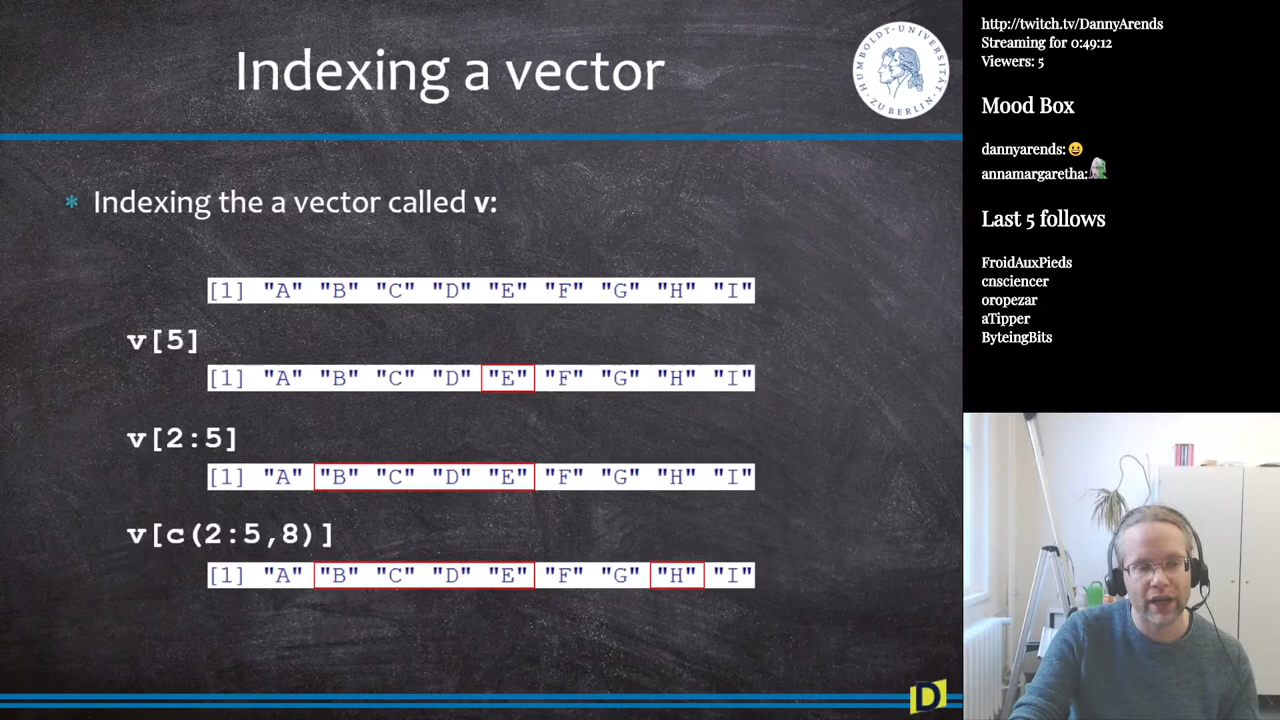 Indexing a vector
HUMBOLDT-UNIVERSITÄT
ZU BERLIN
* Indexing the a vector called v:
[1] "A" "B" "C" "D" "E" "F" "G" "H" "I"
v[5]
[1] "A" "B" "C" "D" "E" "F" "G" "H" "I"
v[2:5]
[1] "A" "B" "C" "D" "E" "F" "G" "H" "I"
v[c(2:5,8)]
[1] "A" "B" "C" "D" "E" "F" "G" "H" "I"
D
http://twitch.tv/DannyArends
Streaming for 0:49:12
Viewers: 5
Mood Box
dannyarends: 😀
annamargaretha:
Last 5 follows
FroidAuxPieds
cnsciencer
oropezar
aTipper
ByteingBits